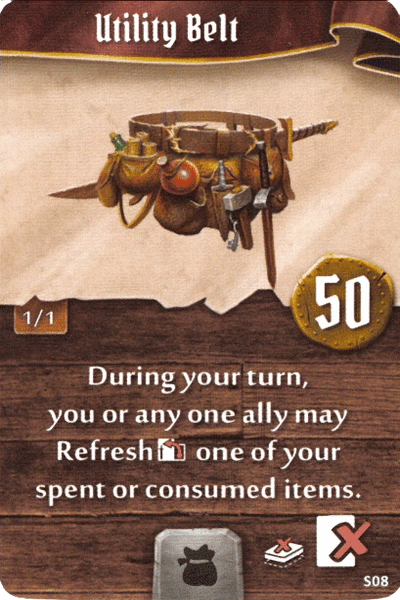 Utility Belt
50
1/1
During your turn,
you or any one ally may
Refresh one of your
spent or consumed items.
S08